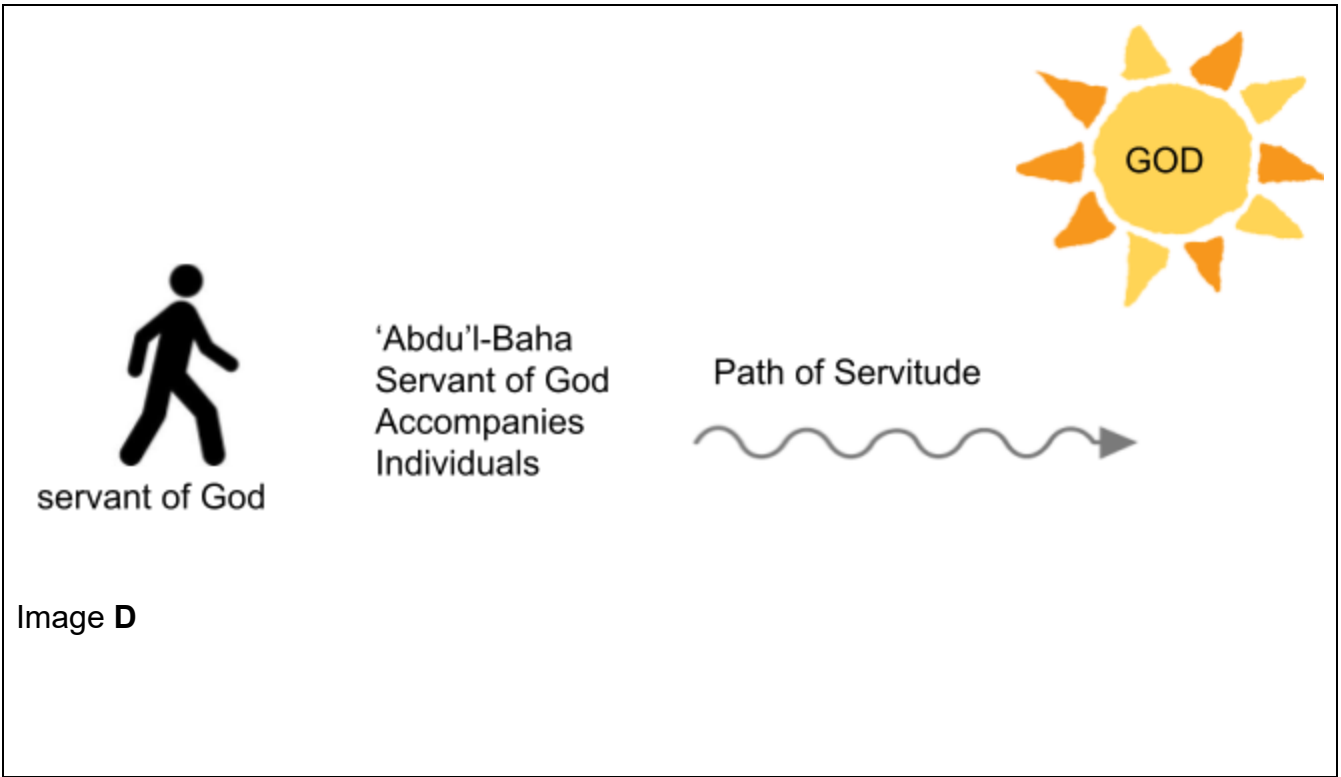 GOD
‘Abdu’l-Baha
Servant of God
Accompanies
Individuals
Path of Servitude
servant of God
Image D